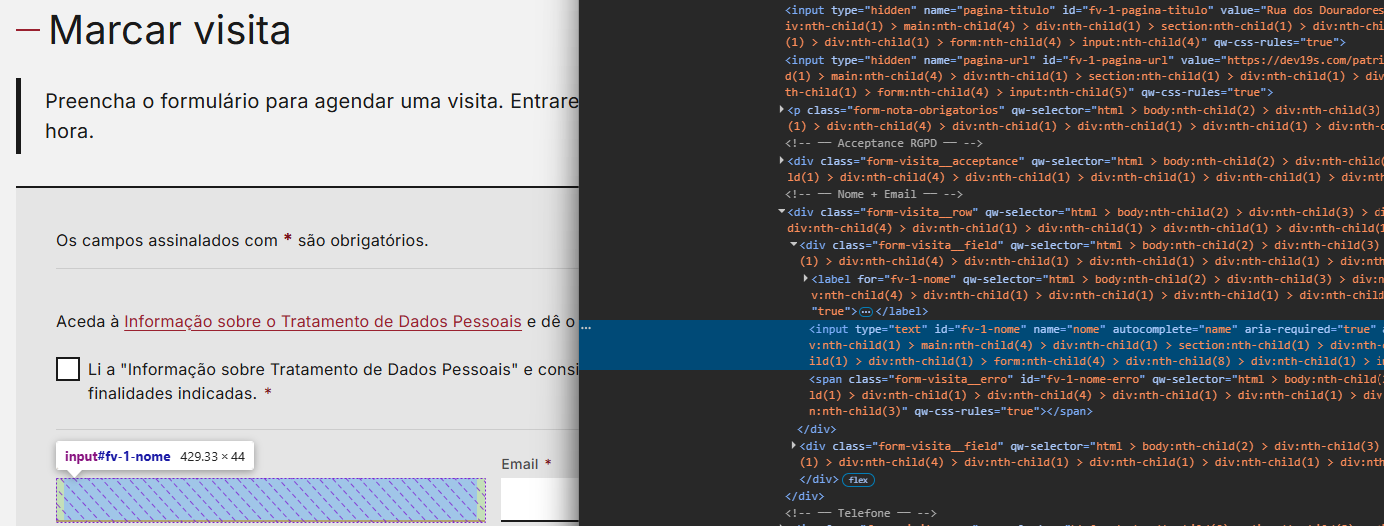 Marcar visita
Preencha o formulário para agendar uma visita. Entrare
hora.
Os campos assinalados com * são obrigatórios.
Aceda à Informação sobre o Tratamento de Dados Pessoais e dê o
Li a "Informação sobre Tratamento de Dados Pessoais" e consi
finalidades indicadas. *
input#fv-1-nome 429.33 × 44
Email *
<input type="hidden" name="pagina-titulo" id="fv-1-pagina-titulo" value="Rua dos Douradores
iv:nth-child(1) > main:nth-child(4) > div:nth-child(1) > section:nth-child(1) > div:nth-chi
(1) > div:nth-child(1) > form:nth-child(4) > input:nth-child(4)" qw-css-rules="true">
<input type="hidden" name="pagina-url" id="fv-1-pagina-url" value="https://dev19s.com/patri
d(1) > main:nth-child(4) > div:nth-child(1) > section:nth-child(1) > div:nth-child(1) > div
th-child(1) > form:nth-child(4) > input:nth-child(5)" qw-css-rules="true">
<p class="form-nota-obrigatorios" qw-selector="html > body:nth-child(2) > div:nth-child(3)
(1) > div:nth-child(4) > div:nth-child(1) > div:nth-child(1) > div:nth-child(1) > form:nth-c
<!-- ── Acceptance RGPD ── -->
<div class="form-visita__acceptance" qw-selector="html > body:nth-child(2) > div:nth-child(
ld(1) > div:nth-child(4) > div:nth-child(1) > div:nth-child(1) > div:nth-child(1) > form:nth
<!-- ── Nome + Email ── -->
<div class="form-visita__row" qw-selector="html > body:nth-child(2) > div:nth-child(3) > di
div:nth-child(4) > div:nth-child(1) > div:nth-child(1) > div:nth-child(1) > form:nth-child(
<div class="form-visita__field" qw-selector="html > body:nth-child(2) > div:nth-child(3)
(1) > div:nth-child(4) > div:nth-child(1) > div:nth-child(1) > div:nth-child(1) > form:nth
<label for="fv-1-nome" qw-selector="html > body:nth-child(2) > div:nth-child(3) > div:n
v:nth-child(4) > div:nth-child(1) > div:nth-child(1) > div:nth-child(1) > form:nth-child
"true"> ⋯ </label>
<input type="text" id="fv-1-nome" name="nome" autocomplete="name" aria-required="true" a
v:nth-child(1) > main:nth-child(4) > div:nth-child(1) > section:nth-child(1) > div:nth-c
ild(1) > div:nth-child(1) > form:nth-child(4) > div:nth-child(8) > div:nth-child(1) > in
<span class="form-visita__erro" id="fv-1-nome-erro" qw-selector="html > body:nth-child(2
ld(1) > div:nth-child(1) > div:nth-child(4) > div:nth-child(1) > div:nth-child(1) > div
n:nth-child(3)" qw-css-rules="true"></span>
</div>
<div class="form-visita__field" qw-selector="html > body:nth-child(2) > div:nth-child(3)
(1) > div:nth-child(4) > div:nth-child(1) > div:nth-child(1) > div:nth-child(1) > form:nth
</div> flex
</div>
<!-- ── Telefone ── -->